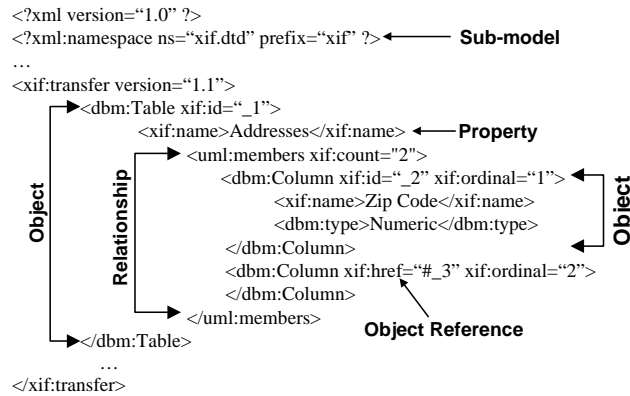 <?xml version=“1.0” ?>
<?xml:namespace ns=“xif.dtd” prefix=“xif” ?> Sub-model
…
<xif:transfer version=“1.1”>
<dbm:Table xif:id=“_1”>
<xif:name>Addresses</xif:name> Property
<uml:members xif:count="2">
<dbm:Column xif:id=“_2” xif:ordinal=“1”>
<xif:name>Zip Code</xif:name>
<dbm:type>Numeric</dbm:type>
</dbm:Column>
<dbm:Column xif:href=“#_3” xif:ordinal=“2”>
</dbm:Column>
</uml:members>
Object Reference
</dbm:Table>
…
</xif:transfer>
Object
Relationship
Object